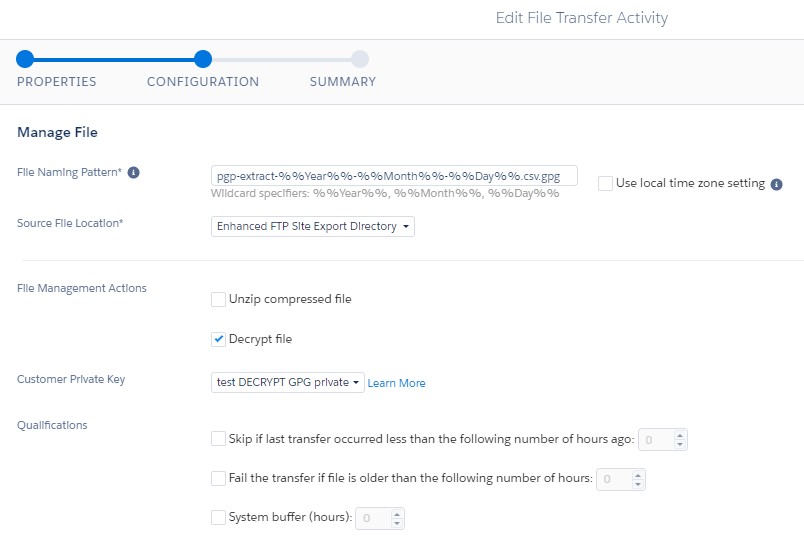 Edit File Transfer Activity
PROPERTIES CONFIGURATION SUMMARY
Manage File
File Naming Pattern* pgp-extract-%%Year%%-%%Month%%-%%Day%%.csv.gpg Use local time zone setting
Wildcard specifiers: %%Year%%, %%Month%%, %%Day%%
Source File Location* Enhanced FTP Site Export Directory
File Management Actions Unzip compressed file
Decrypt file
Customer Private Key test DECRYPT GPG private Learn More
Qualifications
Skip if last transfer occurred less than the following number of hours ago: 0
Fail the transfer if file is older than the following number of hours: 0
System buffer (hours): 0